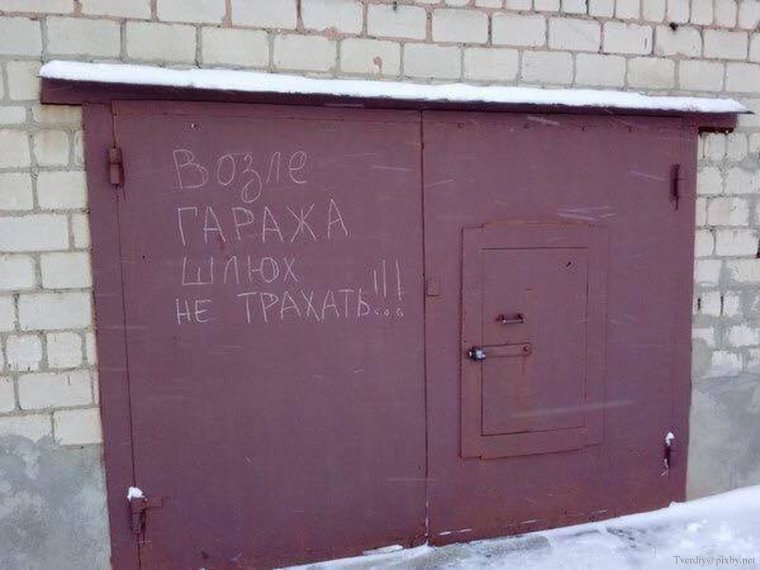 Возле
ГАРАЖА
ШЛЮХ
НЕ ТРАХАТЬ!!!
Tverdiy@pixby.net